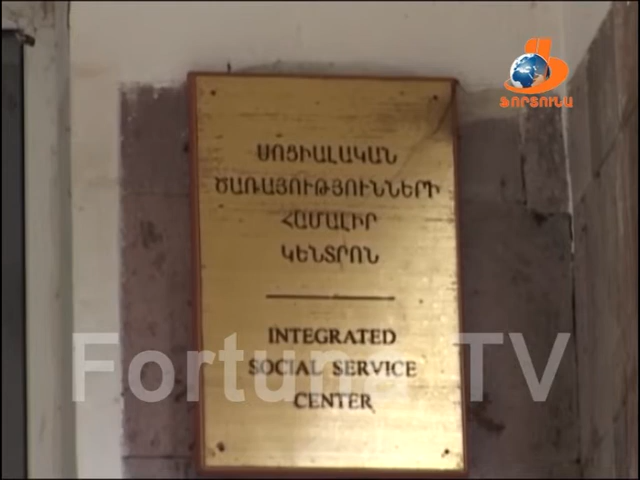 ՖՈՐՏՈՒՆԱ
ՍՈՑԻԱԼԱԿԱՆ
ԾԱՌԱՅՈՒԹՅՈՒՆՆԵՐԻ
ՀԱՄԱԼԻՐ
ԿԵՆՏՐՈՆ
INTEGRATED
SOCIAL SERVICE
CENTER
Fortuna TV